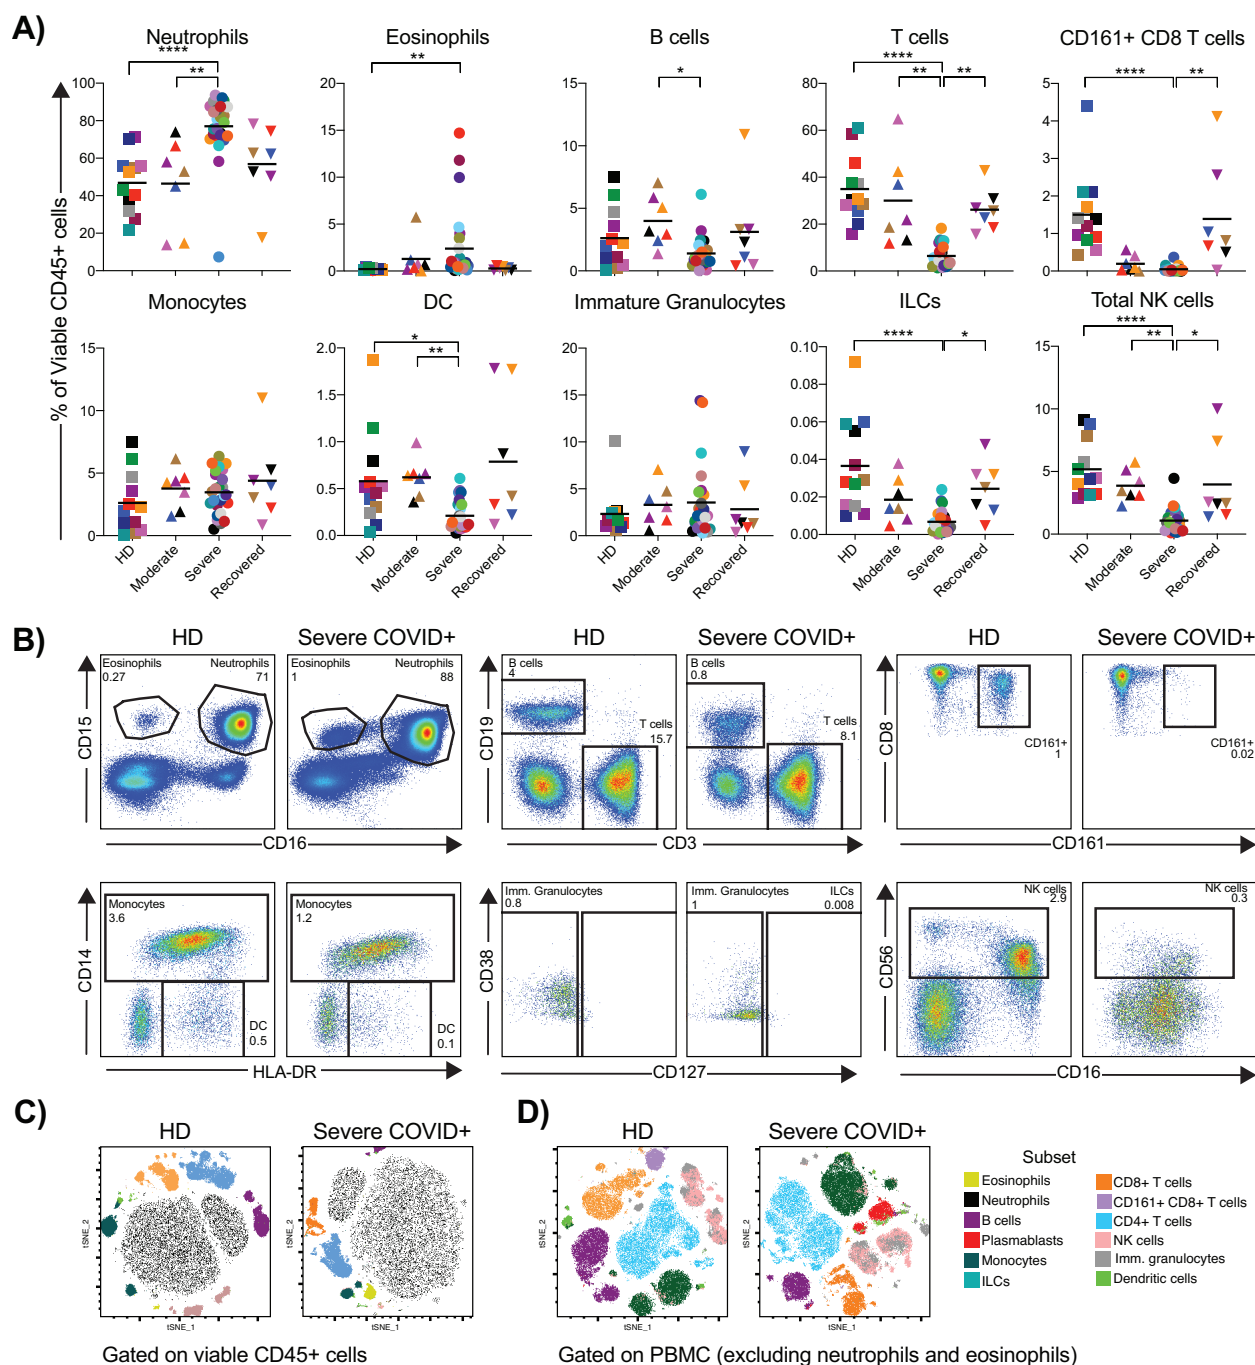 A)
Neutrophils
Eosinophils
B cells
T cells
CD161+ CD8 T cells
% of Viable CD45+ cells
****
**
100
80
60
40
20
0
**
20
15
10
5
0
*
15
10
5
0
****
**
**
80
60
40
20
0
****
**
5
4
3
2
1
0
Monocytes
DC
Immature Granulocytes
ILCs
Total NK cells
15
10
5
0
HD
Moderate
Severe
Recovered
*
**
2.0
1.5
1.0
0.5
0.0
HD
Moderate
Severe
Recovered
20
15
10
5
0
HD
Moderate
Severe
Recovered
****
*
0.10
0.08
0.06
0.04
0.02
0.00
HD
Moderate
Severe
Recovered
****
**
*
15
10
5
0
HD
Moderate
Severe
Recovered
B)
HD
Severe COVID+
HD
Severe COVID+
HD
Severe COVID+
CD15
Eosinophils
0.27
Neutrophils
71
Eosinophils
1
Neutrophils
88
CD16
CD19
B cells
4
T cells
15.7
B cells
0.8
T cells
8.1
CD3
CD8
CD161+
1
CD161+
0.02
CD161
CD14
Monocytes
3.6
DC
0.5
Monocytes
1.2
DC
0.1
HLA-DR
CD38
Imm. Granulocytes
0.8
Imm. Granulocytes
1
ILCs
0.008
CD127
CD56
NK cells
2.9
NK cells
0.3
CD16
C)
HD
Severe COVID+
tSNE_2
tSNE_1
tSNE_2
tSNE_1
Gated on viable CD45+ cells
D)
HD
Severe COVID+
tSNE_2
tSNE_1
tSNE_2
tSNE_1
Gated on PBMC (excluding neutrophils and eosinophils)
Subset
Eosinophils
Neutrophils
B cells
Plasmablasts
Monocytes
ILCs
CD8+ T cells
CD161+ CD8+ T cells
CD4+ T cells
NK cells
Imm. granulocytes
Dendritic cells